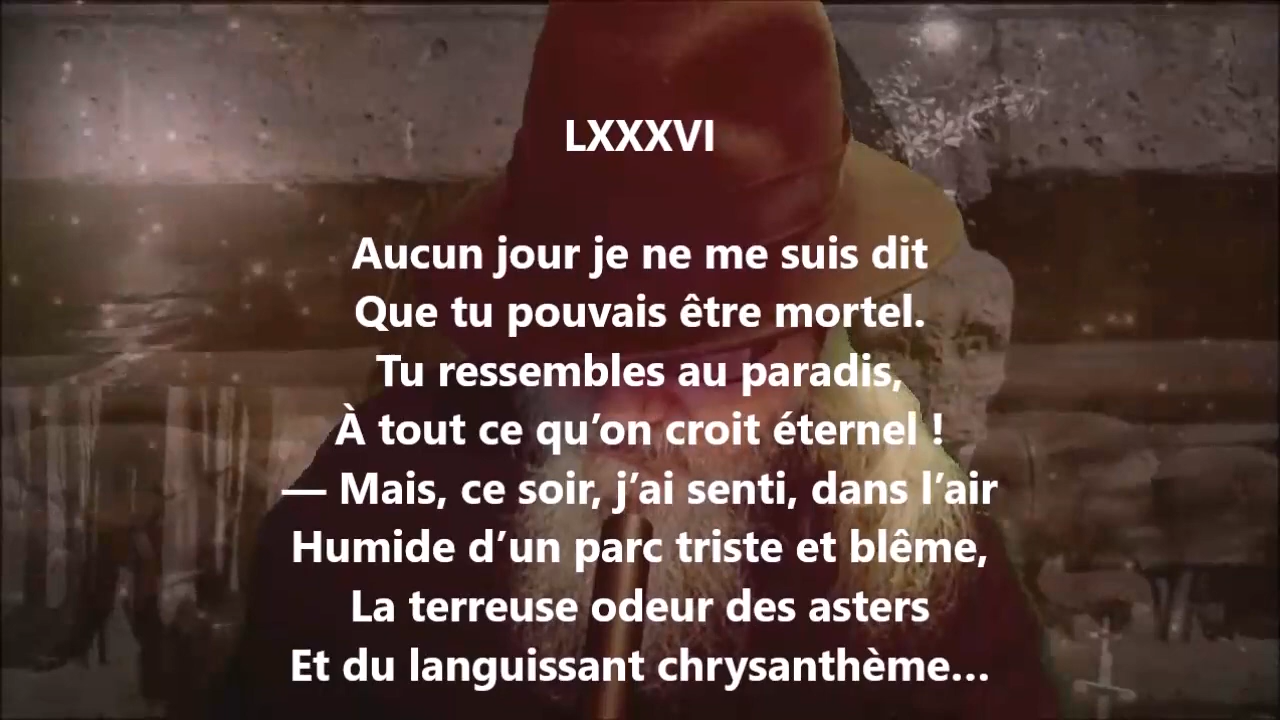 LXXXVI
Aucun jour je ne me suis dit
Que tu pouvais être mortel.
Tu ressembles au paradis,
À tout ce qu’on croit éternel !
— Mais, ce soir, j’ai senti, dans l’air
Humide d’un parc triste et blême,
La terreuse odeur des asters
Et du languissant chrysanthème…